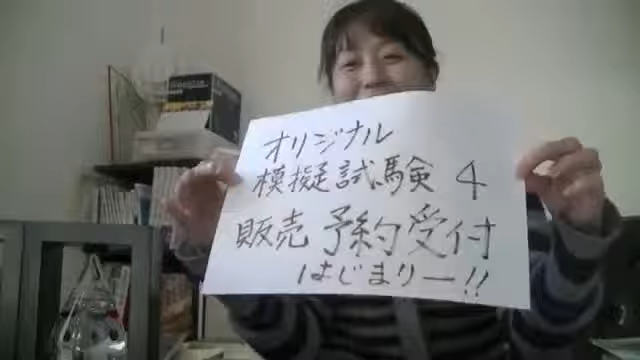 オリジナル
模擬試験 4
販売 予約受付
はじまりー!!